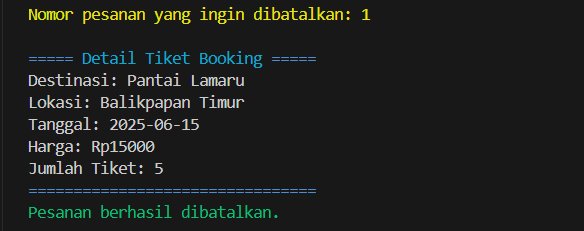 Nomor pesanan yang ingin dibatalkan: 1
===== Detail Tiket Booking =====
Destinasi: Pantai Lamaru
Lokasi: Balikpapan Timur
Tanggal: 2025-06-15
Harga: Rp15000
Jumlah Tiket: 5
================================
Pesanan berhasil dibatalkan.